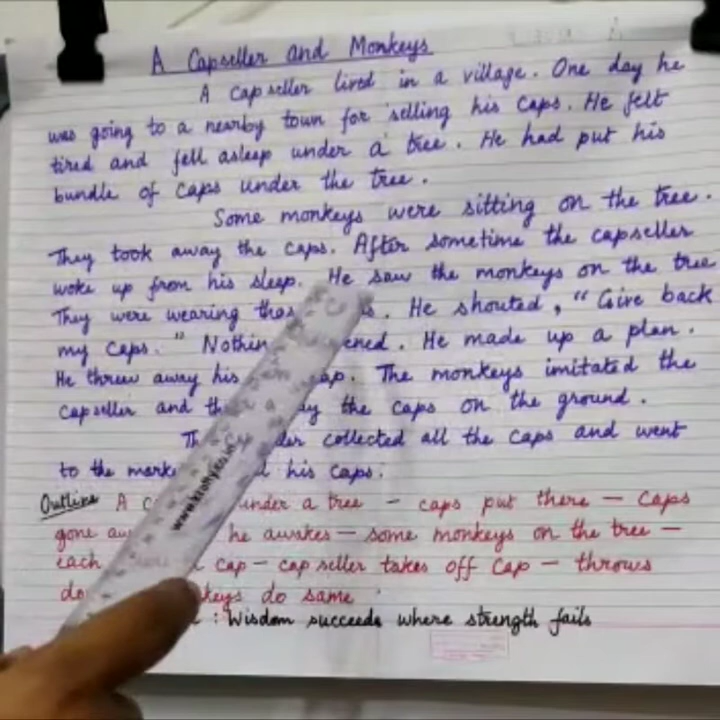 A Capseller and Monkeys
A capseller lived in a village. One day he
was going to a nearby town for selling his caps. He felt
tired and fell asleep under a tree. He had put his
bundle of caps under the tree.
Some monkeys were sitting on the tree.
They took away the caps. After sometime the capseller
woke up from his sleep. He saw the monkeys on the tree
They were wearing . He shouted, "Give back
my caps." . He made up a plan.
He threw away his . The monkeys imitated the
capseller and the caps on the ground.
collected all the caps and went
to the his caps.
Outline A under a tree - caps put there - caps
gone he awakes - some monkeys on the tree -
each cap - cap seller takes off cap - throws
do same
: Wisdom succeeds where strength fails